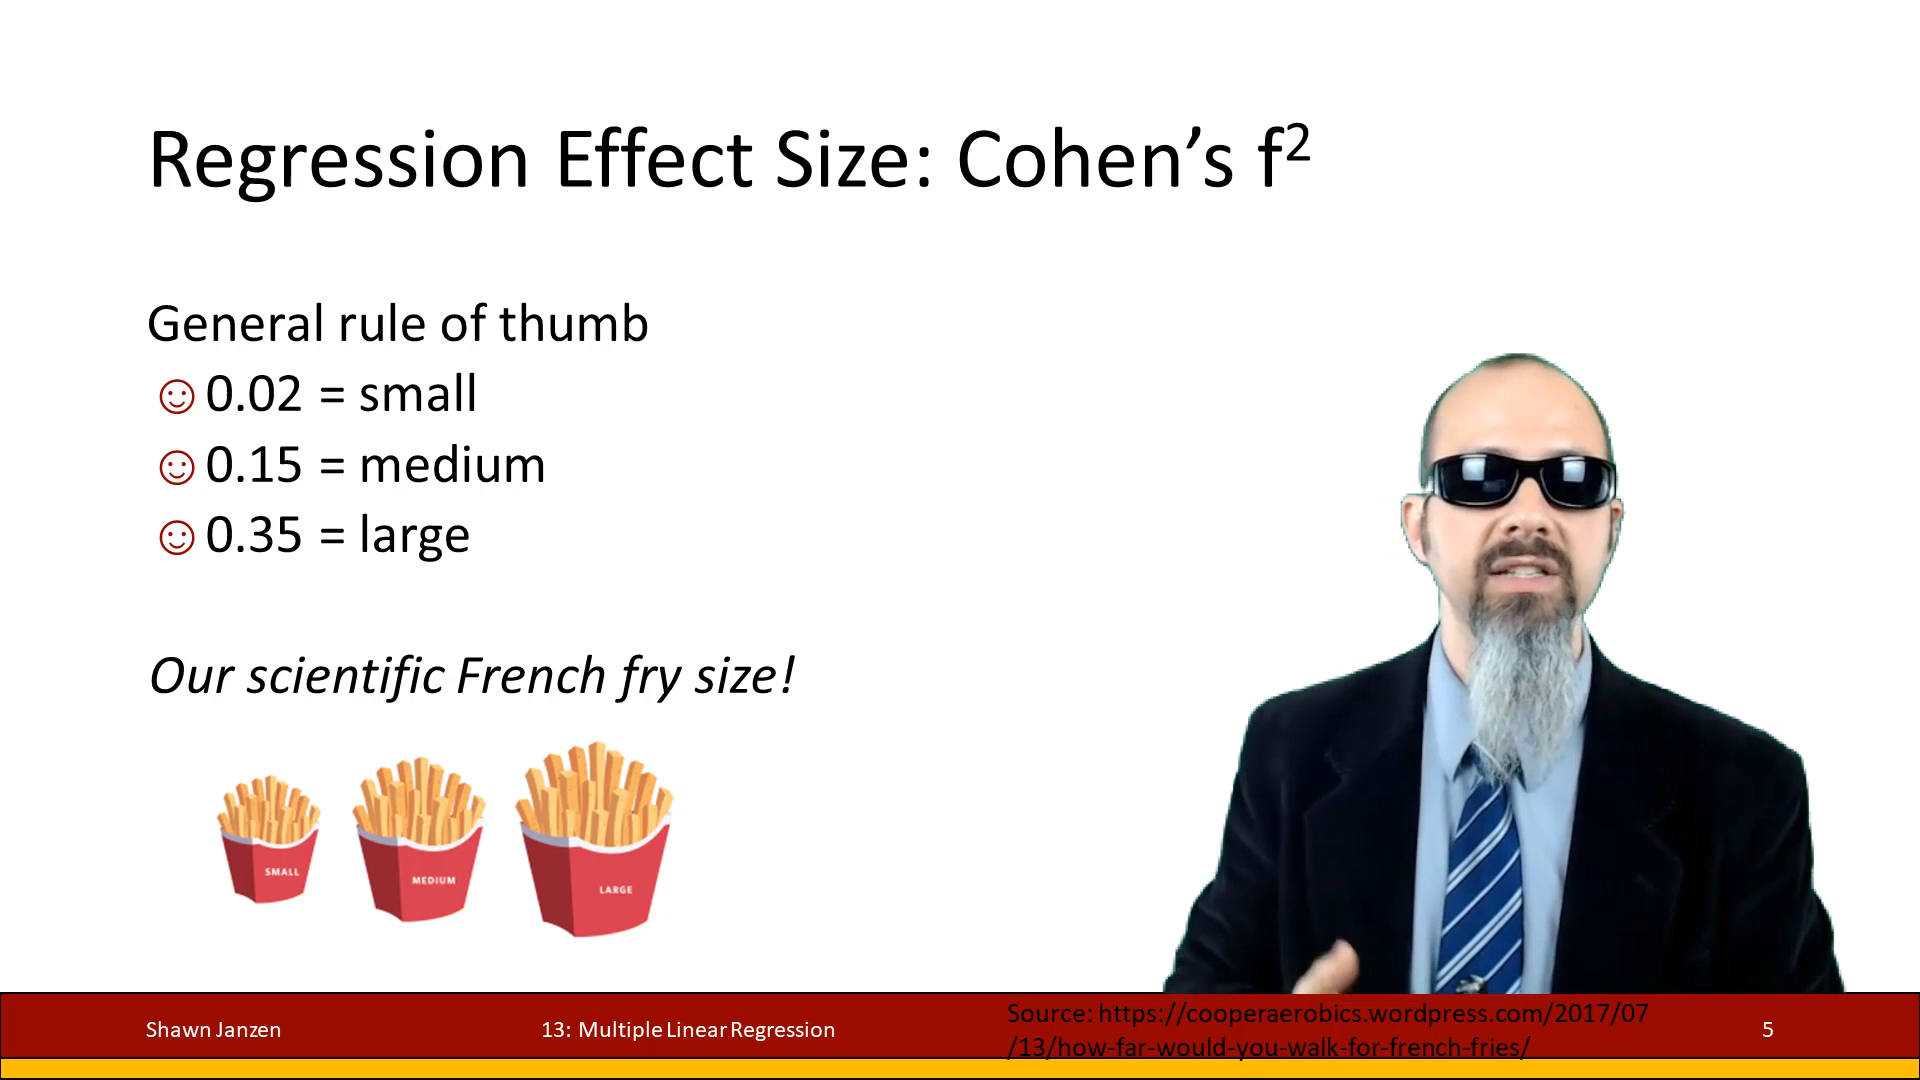 Regression Effect Size: Cohen’s f²
General rule of thumb
☺0.02 = small
☺0.15 = medium
☺0.35 = large
Our scientific French fry size!
SMALL
MEDIUM
LARGE
Shawn Janzen
13: Multiple Linear Regression
Source: https://cooperaerobics.wordpress.com/2017/07
/13/how-far-would-you-walk-for-french-fries/
5